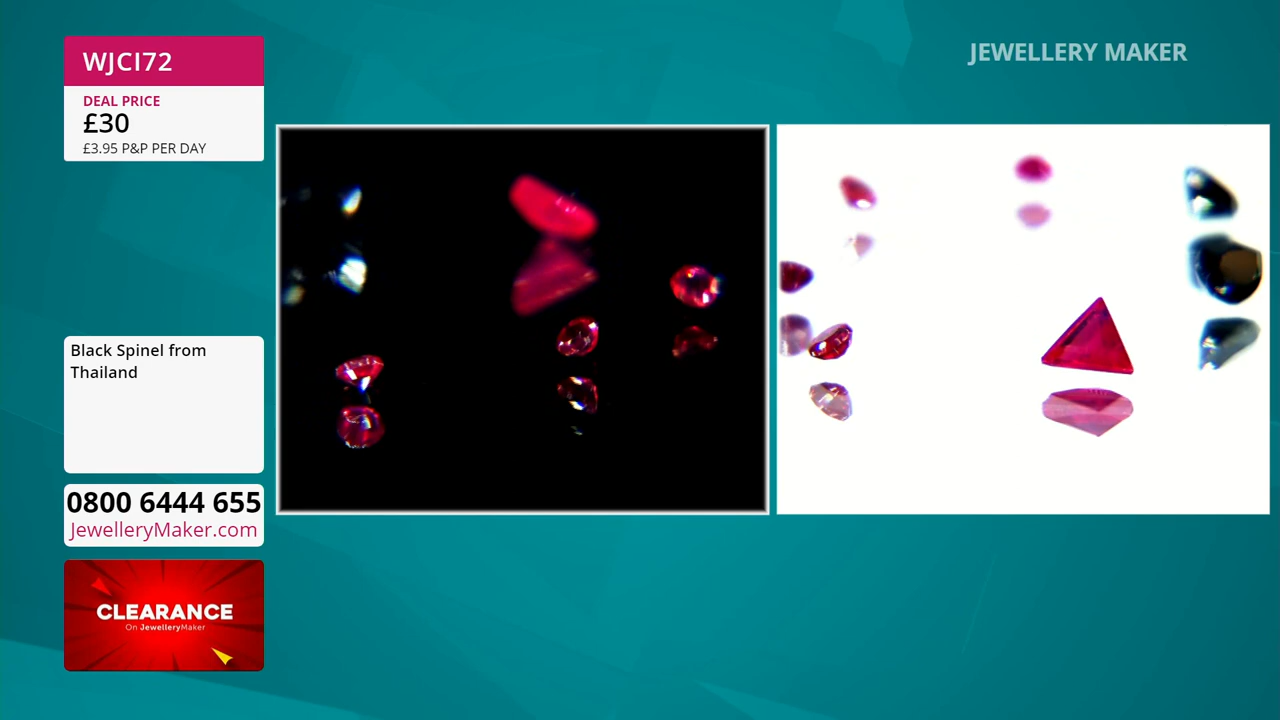 WJCI72
DEAL PRICE
£30
£3.95 P&P PER DAY
JEWELLERY MAKER
Black Spinel from
Thailand
0800 6444 655
JewelleryMaker.com
CLEARANCE
On JewelleryMaker